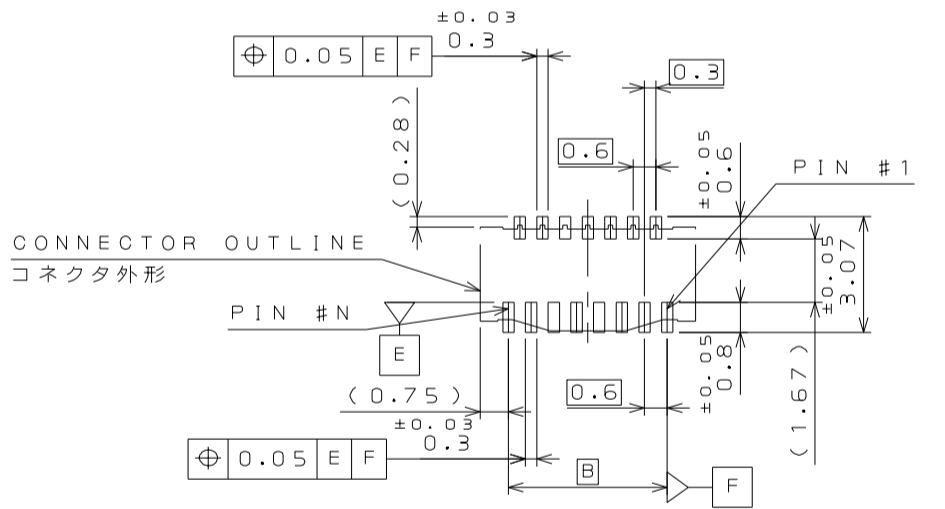 ±0.03
0.3
⌖ 0.05 E F
0.3
(0.28)
0.6
±0.05
0.6
PIN #1
CONNECTOR OUTLINE
コネクタ外形
±0.05
3.07
PIN #N
E
(0.75)
0.6
±0.05
0.8
(1.67)
±0.03
0.3
⌖ 0.05 E F
B
F